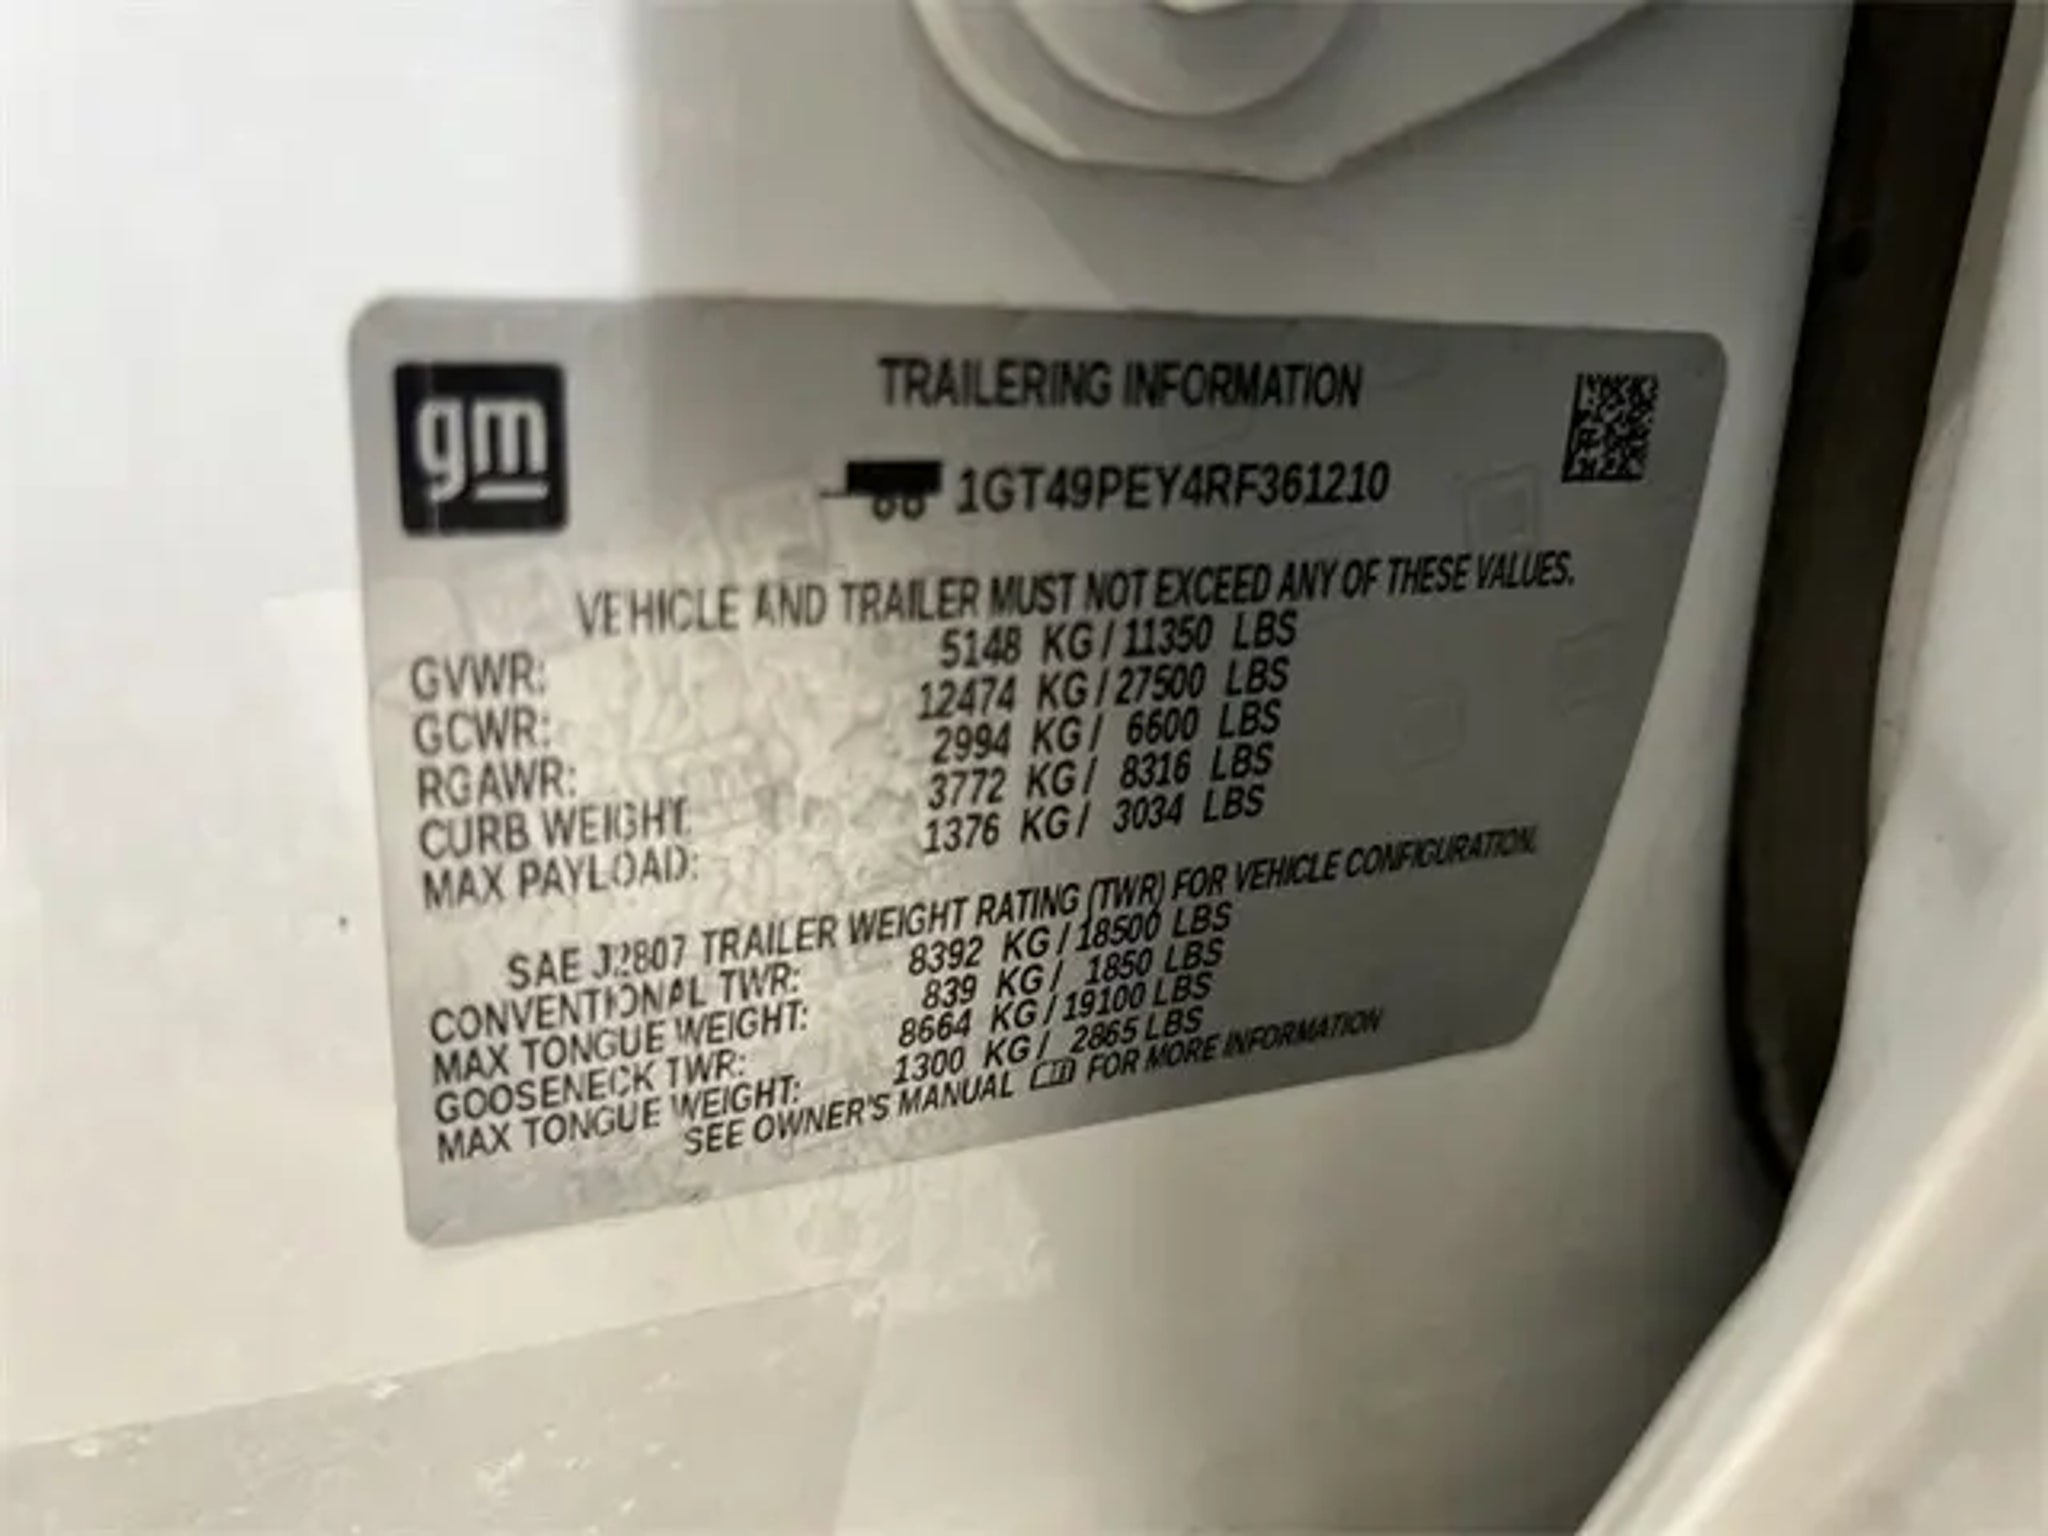 gm
TRAILERING INFORMATION
1GT49PEY4RF361210
VEHICLE AND TRAILER MUST NOT EXCEED ANY OF THESE VALUES.
GVWR: 5148 KG / 11350 LBS
GCWR: 12474 KG / 27500 LBS
RGAWR: 2994 KG / 6600 LBS
CURB WEIGHT: 3772 KG / 8316 LBS
MAX PAYLOAD: 1376 KG / 3034 LBS
SAE J2807 TRAILER WEIGHT RATING (TWR) FOR VEHICLE CONFIGURATION.
CONVENTIONAL TWR: 8392 KG / 18500 LBS
MAX TONGUE WEIGHT: 839 KG / 1850 LBS
GOOSENECK TWR: 8664 KG / 19100 LBS
MAX TONGUE WEIGHT: 1300 KG / 2865 LBS
SEE OWNER'S MANUAL FOR MORE INFORMATION